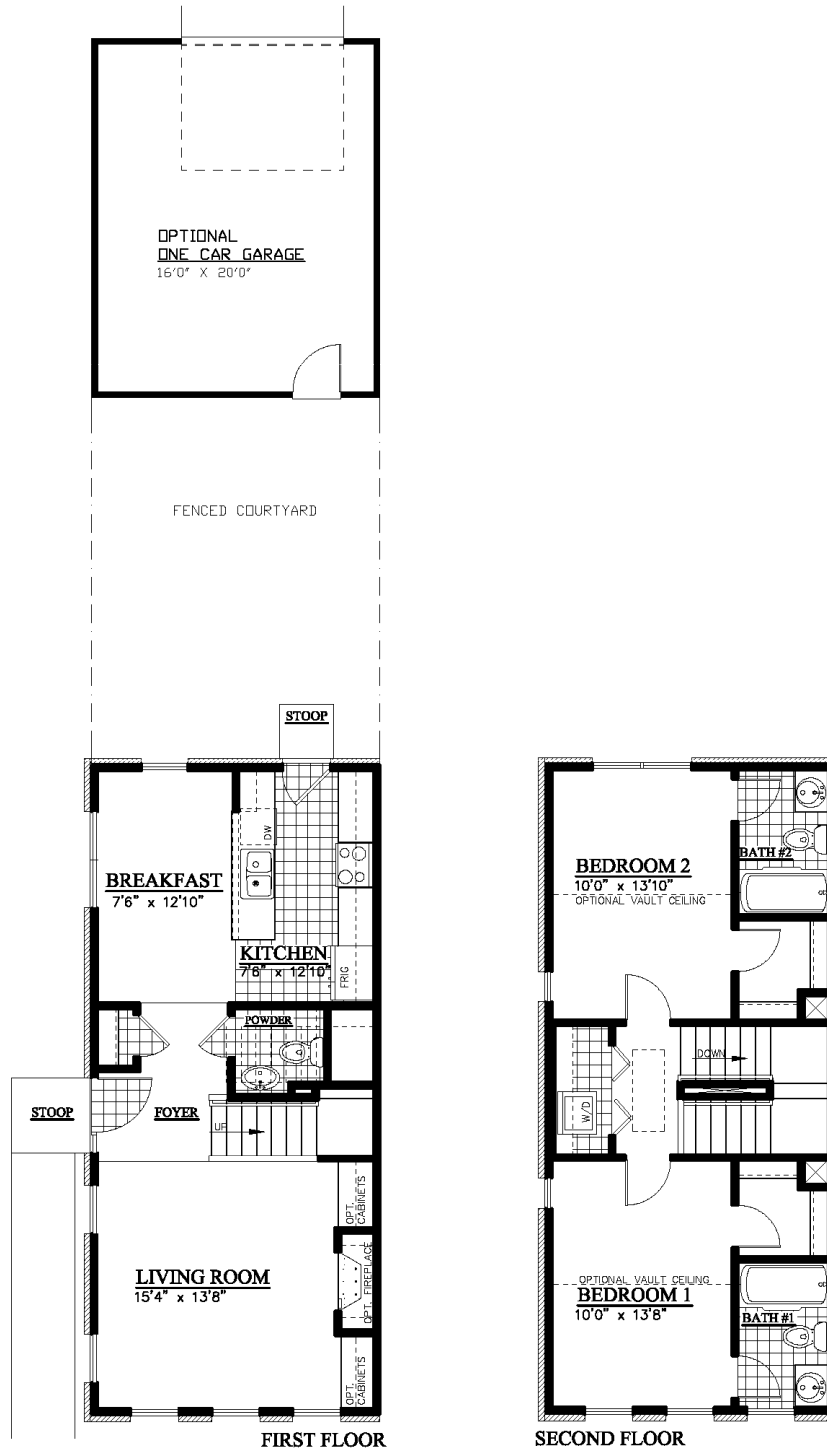 OPTIONAL
ONE CAR GARAGE
16'0" X 20'0"
FENCED COURTYARD
STOOP
DW
BREAKFAST
7'6" x 12'10"
KITCHEN
7'6" x 12'10"
FRIG
POWDER
STOOP
FOYER
UP
OPT.
CABINETS
LIVING ROOM
15'4" x 13'8"
OPT. FIREPLACE
OPT.
CABINETS
FIRST FLOOR
BEDROOM 2
10'0" x 13'10"
OPTIONAL VAULT CEILING
BATH #2
DOWN
W/D
OPTIONAL VAULT CEILING
BEDROOM 1
10'0" x 13'8"
BATH #1
SECOND FLOOR